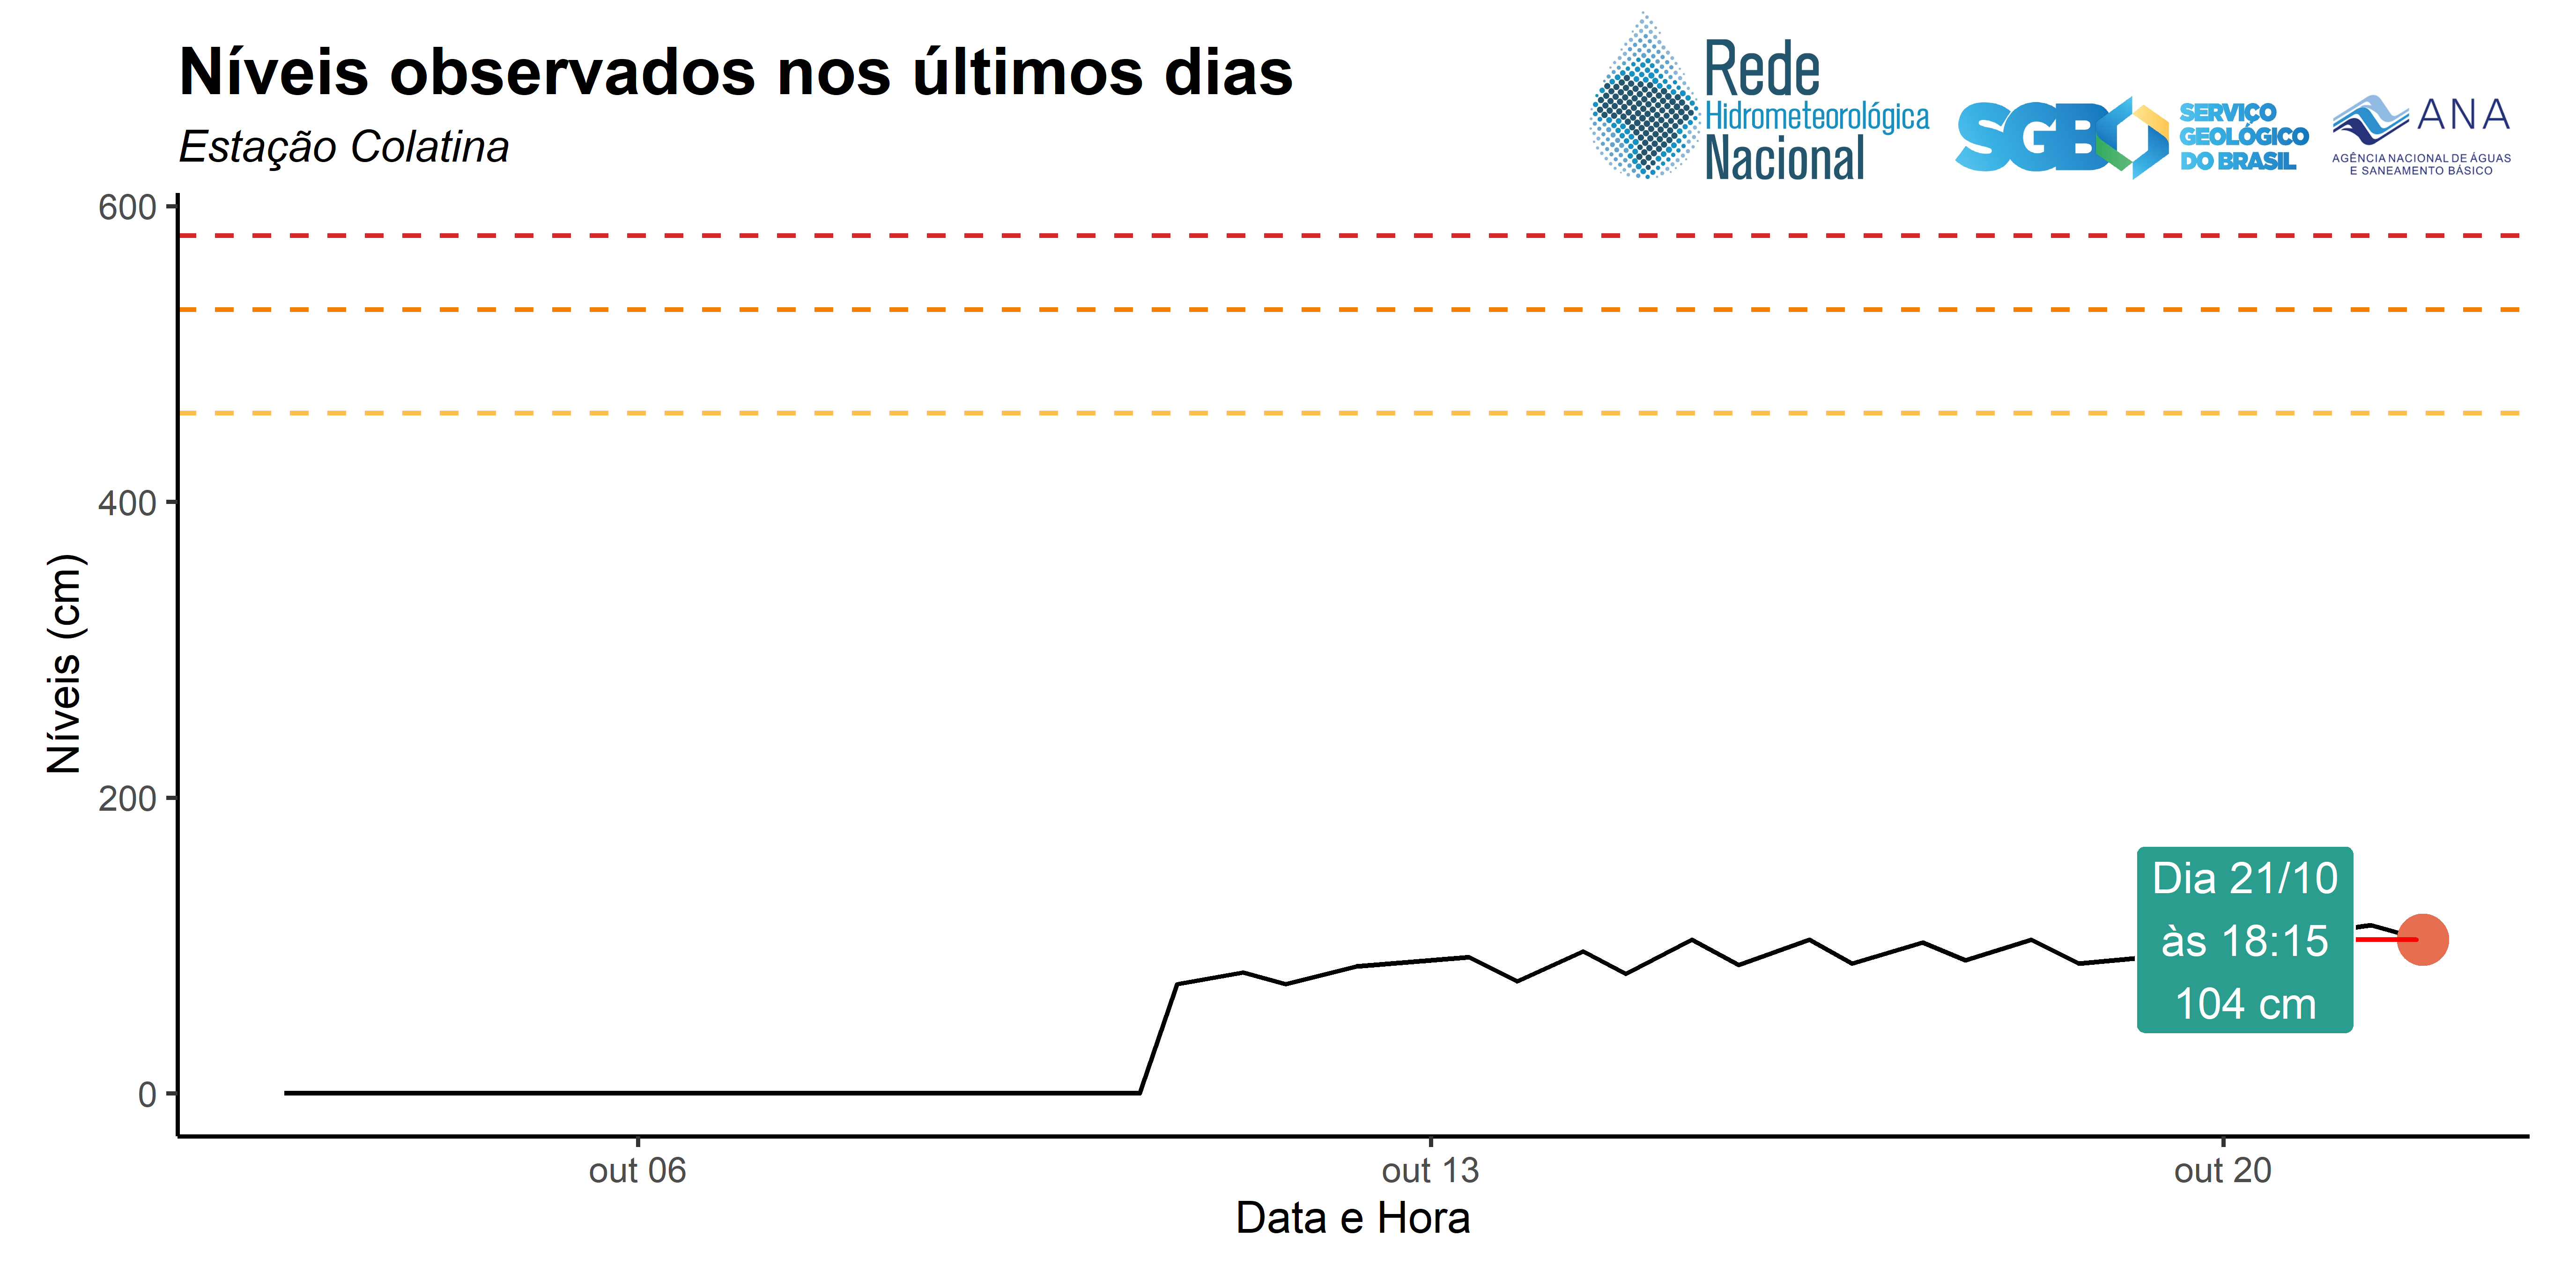 Níveis observados nos últimos dias
Estação Colatina
Rede
Hidrometeorológica
Nacional
SGB
SERVIÇO
GEOLÓGICO
DO BRASIL
ANA
AGÊNCIA NACIONAL DE ÁGUAS
E SANEAMENTO BÁSICO
600
400
200
0
Níveis (cm)
Dia 21/10
às 18:15
104 cm
out 06
out 13
out 20
Data e Hora